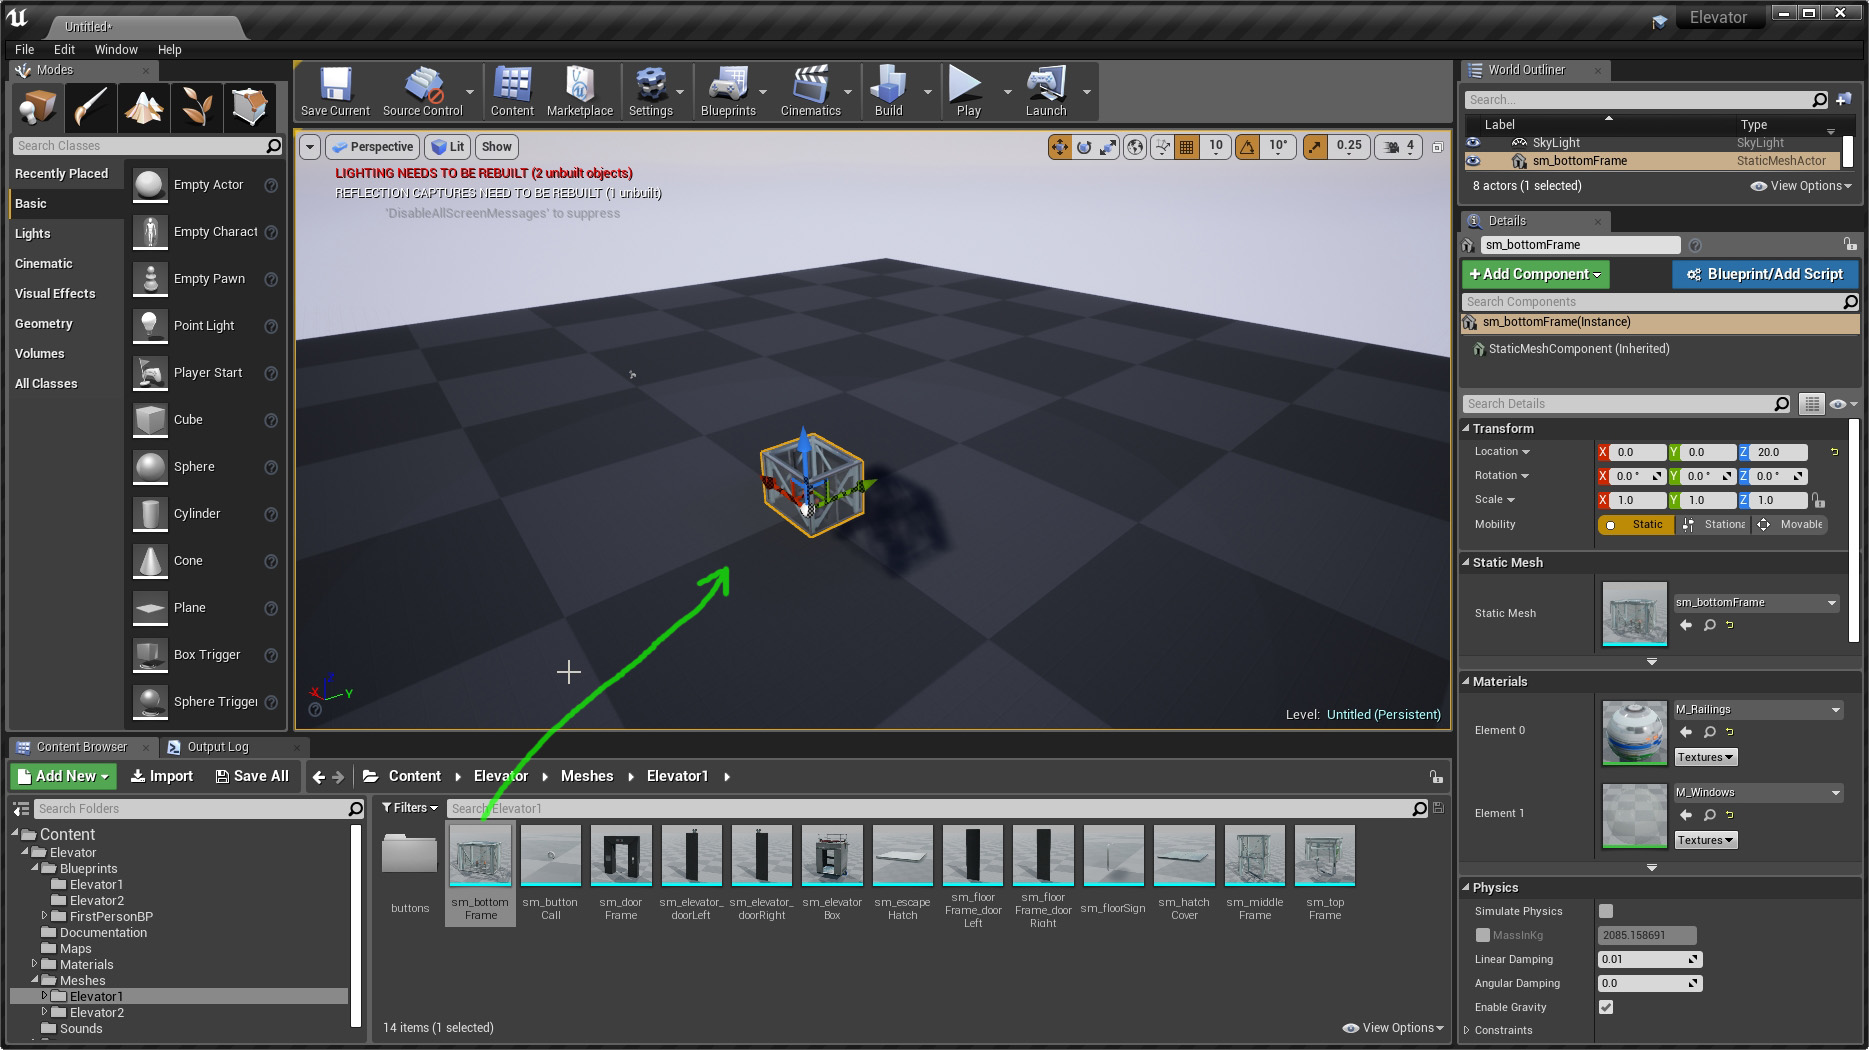 Untitled*
Elevator
File Edit Window Help
Modes
Save Current Source Control Content Marketplace Settings Blueprints Cinematics Build Play Launch
Search Classes
Recently Placed
Basic
Lights
Cinematic
Visual Effects
Geometry
Volumes
All Classes
Empty Actor
Empty Charact
Empty Pawn
Point Light
Player Start
Cube
Sphere
Cylinder
Cone
Plane
Box Trigger
Sphere Trigger
Perspective Lit Show
10 10° 0.25 4
LIGHTING NEEDS TO BE REBUILT (2 unbuilt objects)
REFLECTION CAPTURES NEED TO BE REBUILT (1 unbuilt)
'DisableAllScreenMessages' to suppress
X Z Y
Level: Untitled (Persistent)
World Outliner
Search...
Label Type
SkyLight SkyLight
sm_bottomFrame StaticMeshActor
8 actors (1 selected) View Options
Details
sm_bottomFrame
+Add Component Blueprint/Add Script
Search Components
sm_bottomFrame(Instance)
StaticMeshComponent (Inherited)
Search Details
Transform
Location X 0.0 Y 0.0 Z 20.0
Rotation X 0.0 ° Y 0.0 ° Z 0.0 °
Scale X 1.0 Y 1.0 Z 1.0
Mobility Static Stationa Movable
Static Mesh
Static Mesh sm_bottomFrame
Materials
Element 0 M_Railings
Textures
Element 1 M_Windows
Textures
Physics
Simulate Physics
MassInKg 2085.158691
Linear Damping 0.01
Angular Damping 0.0
Enable Gravity
Constraints
Content Browser Output Log
Add New Import Save All Content Elevator Meshes Elevator1
Search Folders
Content
Elevator
Blueprints
Elevator1
Elevator2
FirstPersonBP
Documentation
Maps
Materials
Meshes
Elevator1
Elevator2
Sounds
Filters Search Elevator1
buttons
sm_bottom
Frame
sm_button
Call
sm_door
Frame
sm_elevator_
doorLeft
sm_elevator_
doorRight
sm_elevator
Box
sm_escape
Hatch
sm_floor
Frame_door
Left
sm_floor
Frame_door
Right
sm_floorSign
sm_hatch
Cover
sm_middle
Frame
sm_top
Frame
14 items (1 selected) View Options